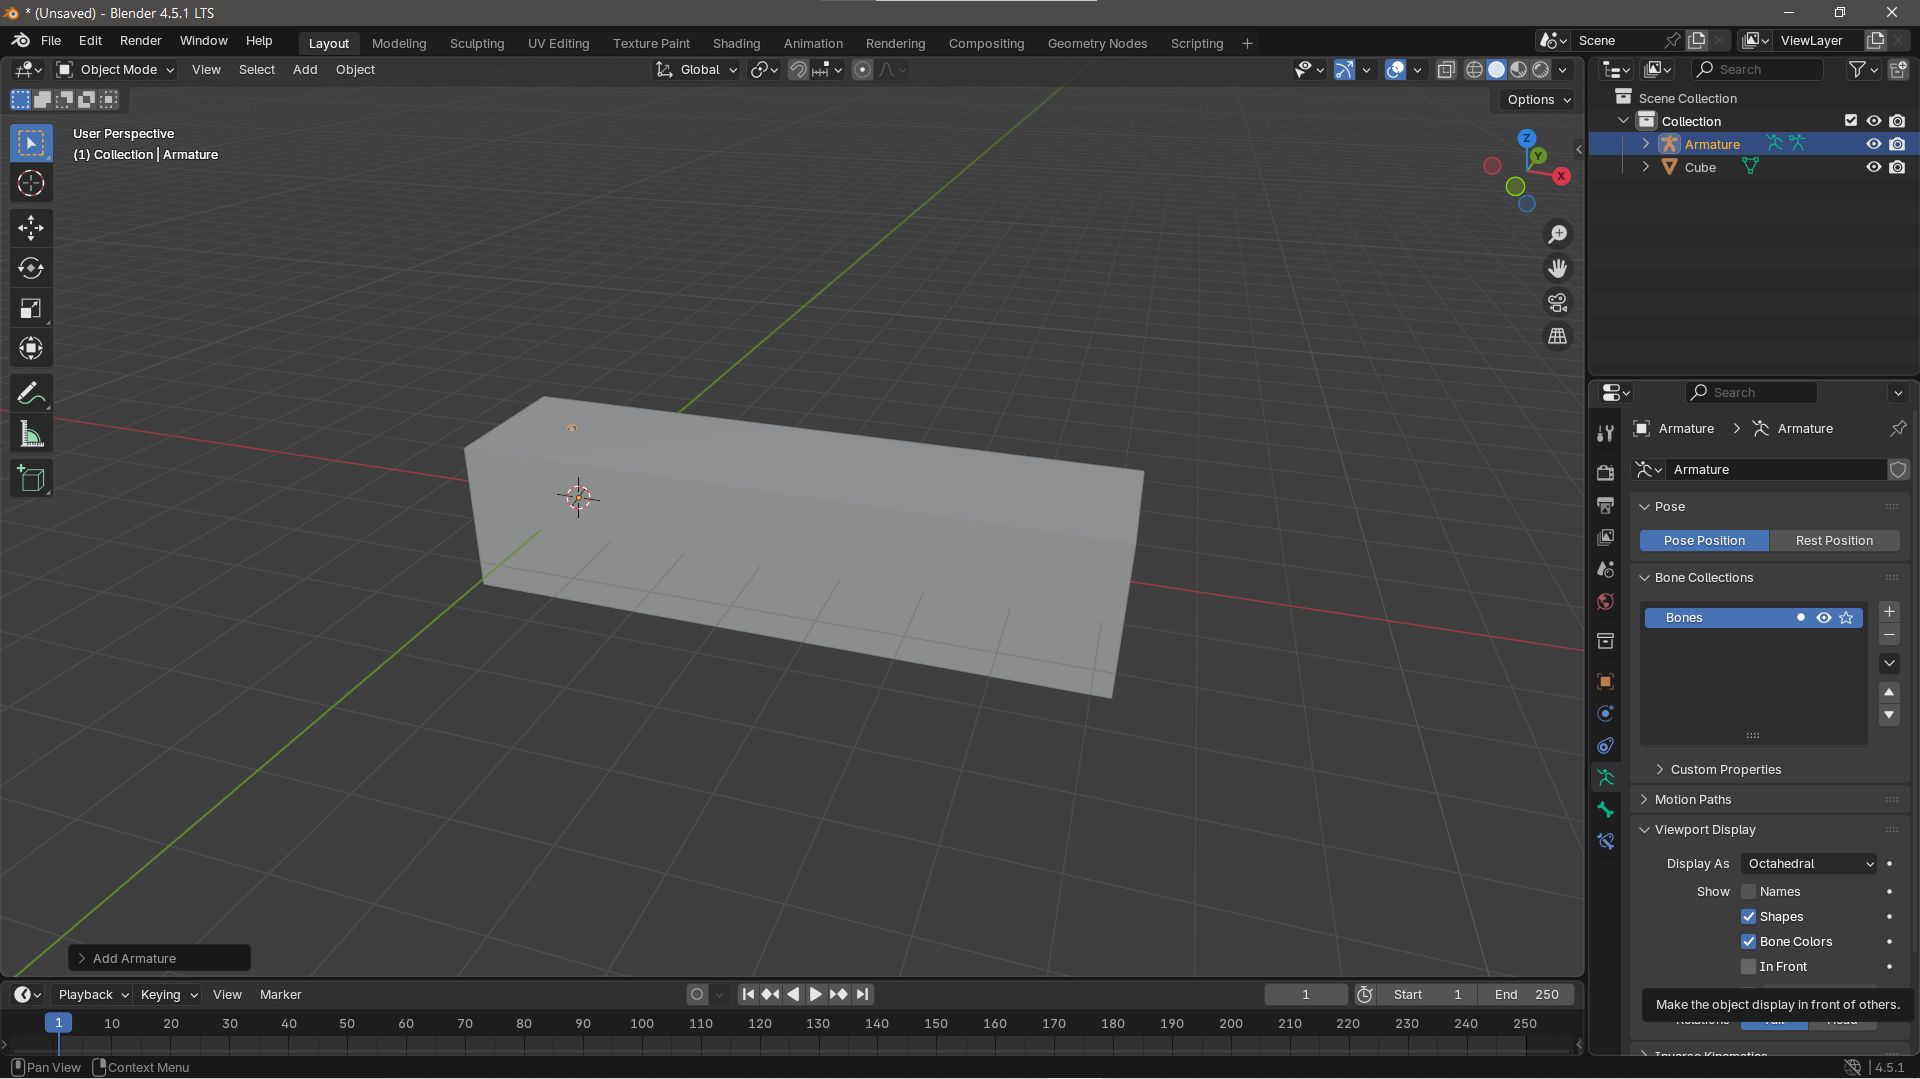 * (Unsaved) - Blender 4.5.1 LTS
File Edit Render Window Help Layout Modeling Sculpting UV Editing Texture Paint Shading Animation Rendering Compositing Geometry Nodes Scripting + Scene ViewLayer
Object Mode View Select Add Object Global Search
Options
User Perspective
(1) Collection | Armature
Z
Y
X
Scene Collection
Collection
Armature
Cube
Search
Armature > Armature
Armature
Pose
Pose Position Rest Position
Bone Collections
Bones
Custom Properties
Motion Paths
Viewport Display
Display As Octahedral
Show Names
Shapes
Bone Colors
In Front
Make the object display in front of others.
Add Armature
Playback Keying View Marker 1 Start 1 End 250
1 10 20 30 40 50 60 70 80 90 100 110 120 130 140 150 160 170 180 190 200 210 220 230 240 250
Pan View Context Menu 4.5.1